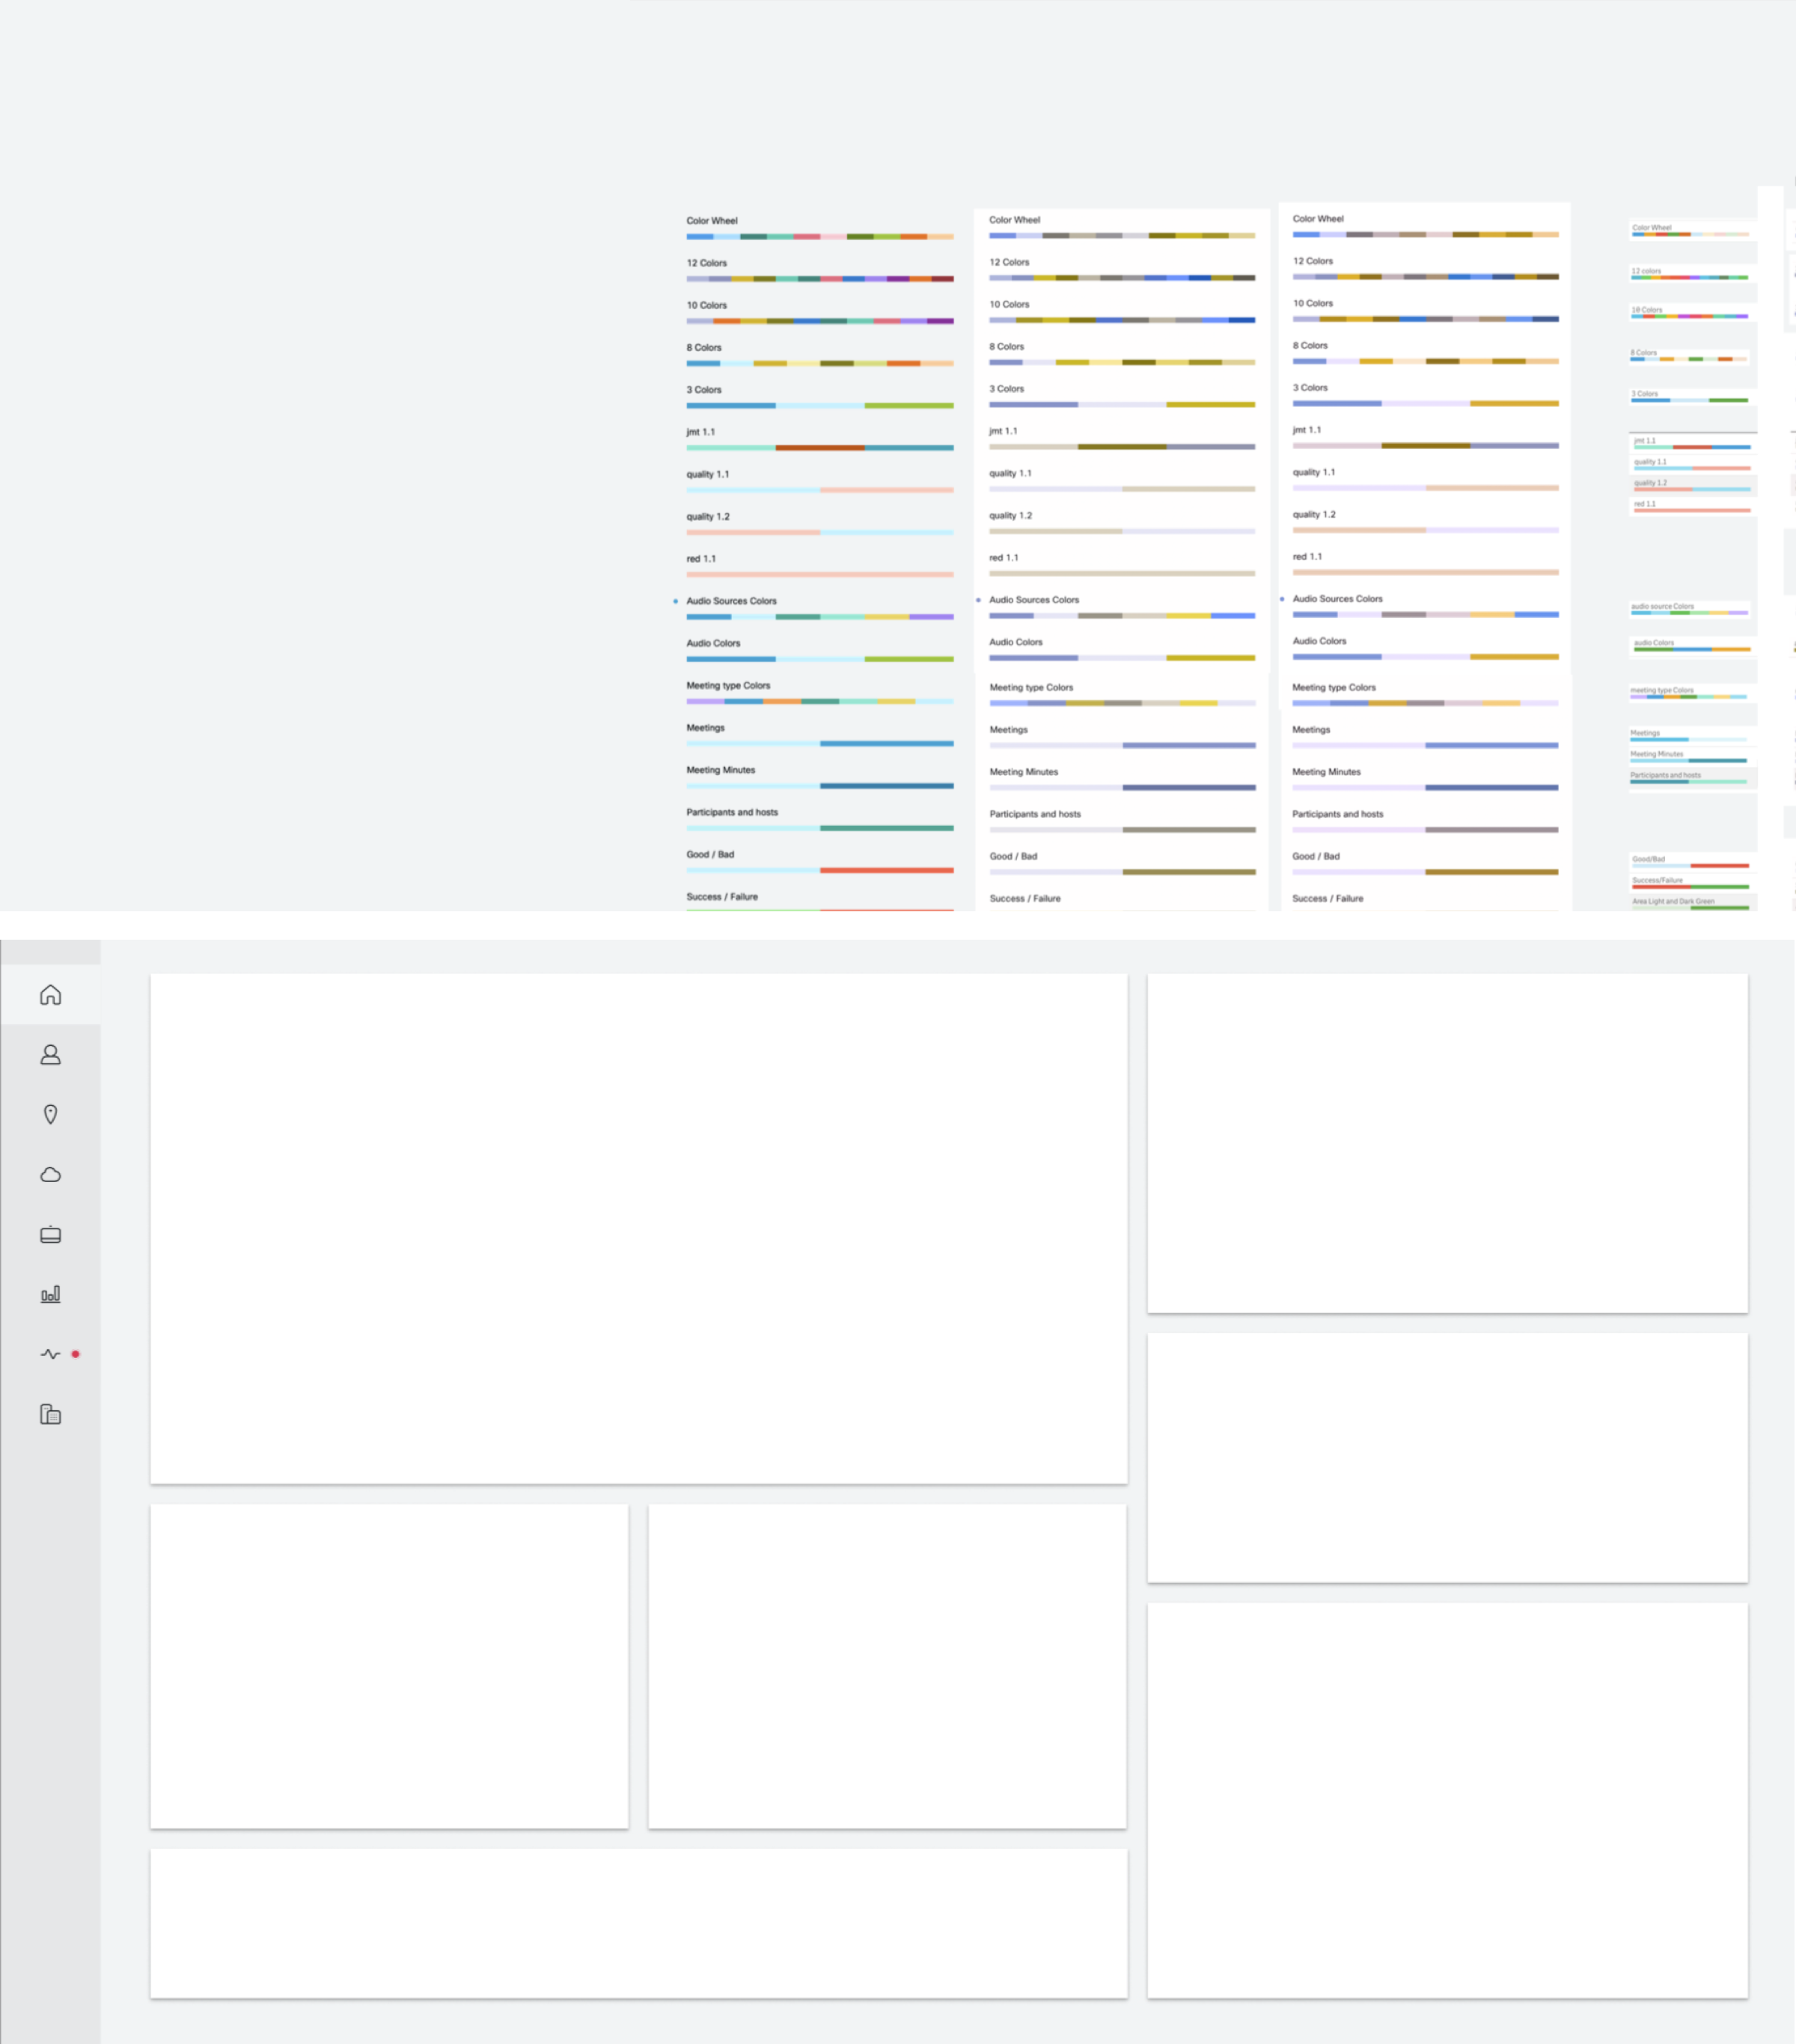 Color Wheel
12 Colors
10 Colors
8 Colors
3 Colors
jmt 1.1
quality 1.1
quality 1.2
red 1.1
Audio Sources Colors
Audio Colors
Meeting type Colors
Meetings
Meeting Minutes
Participants and hosts
Good / Bad
Success / Failure
Color Wheel
12 Colors
10 Colors
8 Colors
3 Colors
jmt 1.1
quality 1.1
quality 1.2
red 1.1
Audio Sources Colors
Audio Colors
Meeting type Colors
Meetings
Meeting Minutes
Participants and hosts
Good / Bad
Success / Failure
Color Wheel
12 Colors
10 Colors
8 Colors
3 Colors
jmt 1.1
quality 1.1
quality 1.2
red 1.1
Audio Sources Colors
Audio Colors
Meeting type Colors
Meetings
Meeting Minutes
Participants and hosts
Good / Bad
Success / Failure
Color Wheel
12 colors
10 Colors
8 Colors
3 Colors
jmt 1.1
quality 1.1
quality 1.2
red 1.1
audio source Colors
audio Colors
meeting type Colors
Meetings
Meeting Minutes
Participants and hosts
Good/Bad
Success/Failure
Area Light and Dark Green